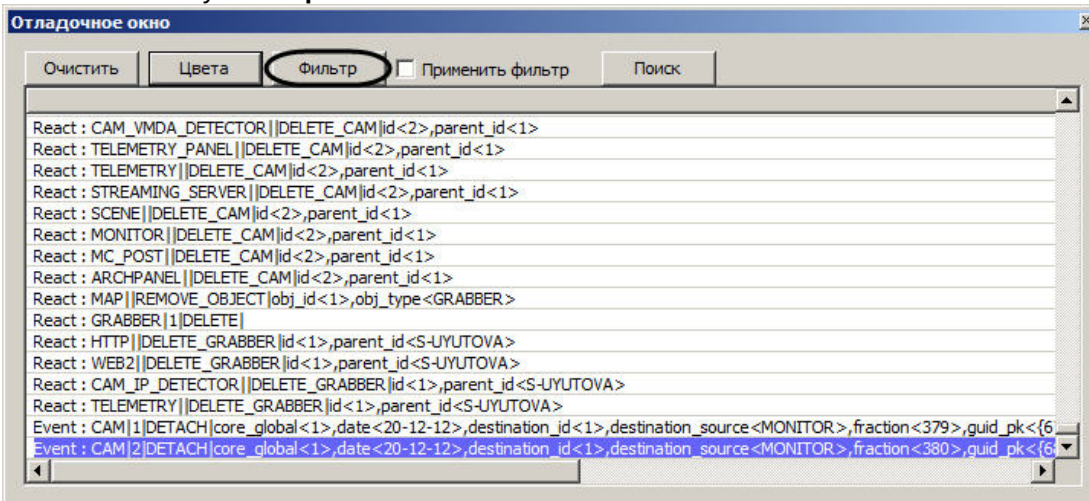 Отладочное окно
Очистить Цвета Фильтр Применить фильтр Поиск
React : CAM_VMDA_DETECTOR||DELETE_CAM|id<2>,parent_id<1>
React : TELEMETRY_PANEL||DELETE_CAM|id<2>,parent_id<1>
React : TELEMETRY||DELETE_CAM|id<2>,parent_id<1>
React : STREAMING_SERVER||DELETE_CAM|id<2>,parent_id<1>
React : SCENE||DELETE_CAM|id<2>,parent_id<1>
React : MONITOR||DELETE_CAM|id<2>,parent_id<1>
React : MC_POST||DELETE_CAM|id<2>,parent_id<1>
React : ARCHPANEL||DELETE_CAM|id<2>,parent_id<1>
React : MAP||REMOVE_OBJECT|obj_id<1>,obj_type<GRABBER>
React : GRABBER|1|DELETE|
React : HTTP||DELETE_GRABBER|id<1>,parent_id<S-UYUTOVA>
React : WEB2||DELETE_GRABBER|id<1>,parent_id<S-UYUTOVA>
React : CAM_IP_DETECTOR||DELETE_GRABBER|id<1>,parent_id<S-UYUTOVA>
React : TELEMETRY||DELETE_GRABBER|id<1>,parent_id<S-UYUTOVA>
Event : CAM|1|DETACH|core_global<1>,date<20-12-12>,destination_id<1>,destination_source<MONITOR>,fraction<379>,guid_pk<{6
Event : CAM|2|DETACH|core_global<1>,date<20-12-12>,destination_id<1>,destination_source<MONITOR>,fraction<380>,guid_pk<{6